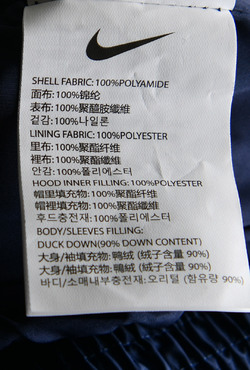 SHELL FABRIC: 100%POLYAMIDE
面布: 100%锦纶
表布: 100%聚醯胺纖維
겉감: 100%나일론
LINING FABRIC: 100%POLYESTER
里布: 100%聚酯纤维
裡布: 100%聚酯纖維
안감: 100%폴리에스터
HOOD INNER FILLING: 100%POLYESTER
帽里填充物: 100%聚酯纤维
帽裡填充物: 100%聚酯纖維
후드충전재: 100%폴리에스터
BODY/SLEEVES FILLING:
DUCK DOWN(90% DOWN CONTENT)
大身/袖填充物: 鸭绒 (绒子含量 90%)
大身/袖填充物: 鴨絨 (絨子含量 90%)
바디/소매내부충전재: 오리털 (함유량 90%)